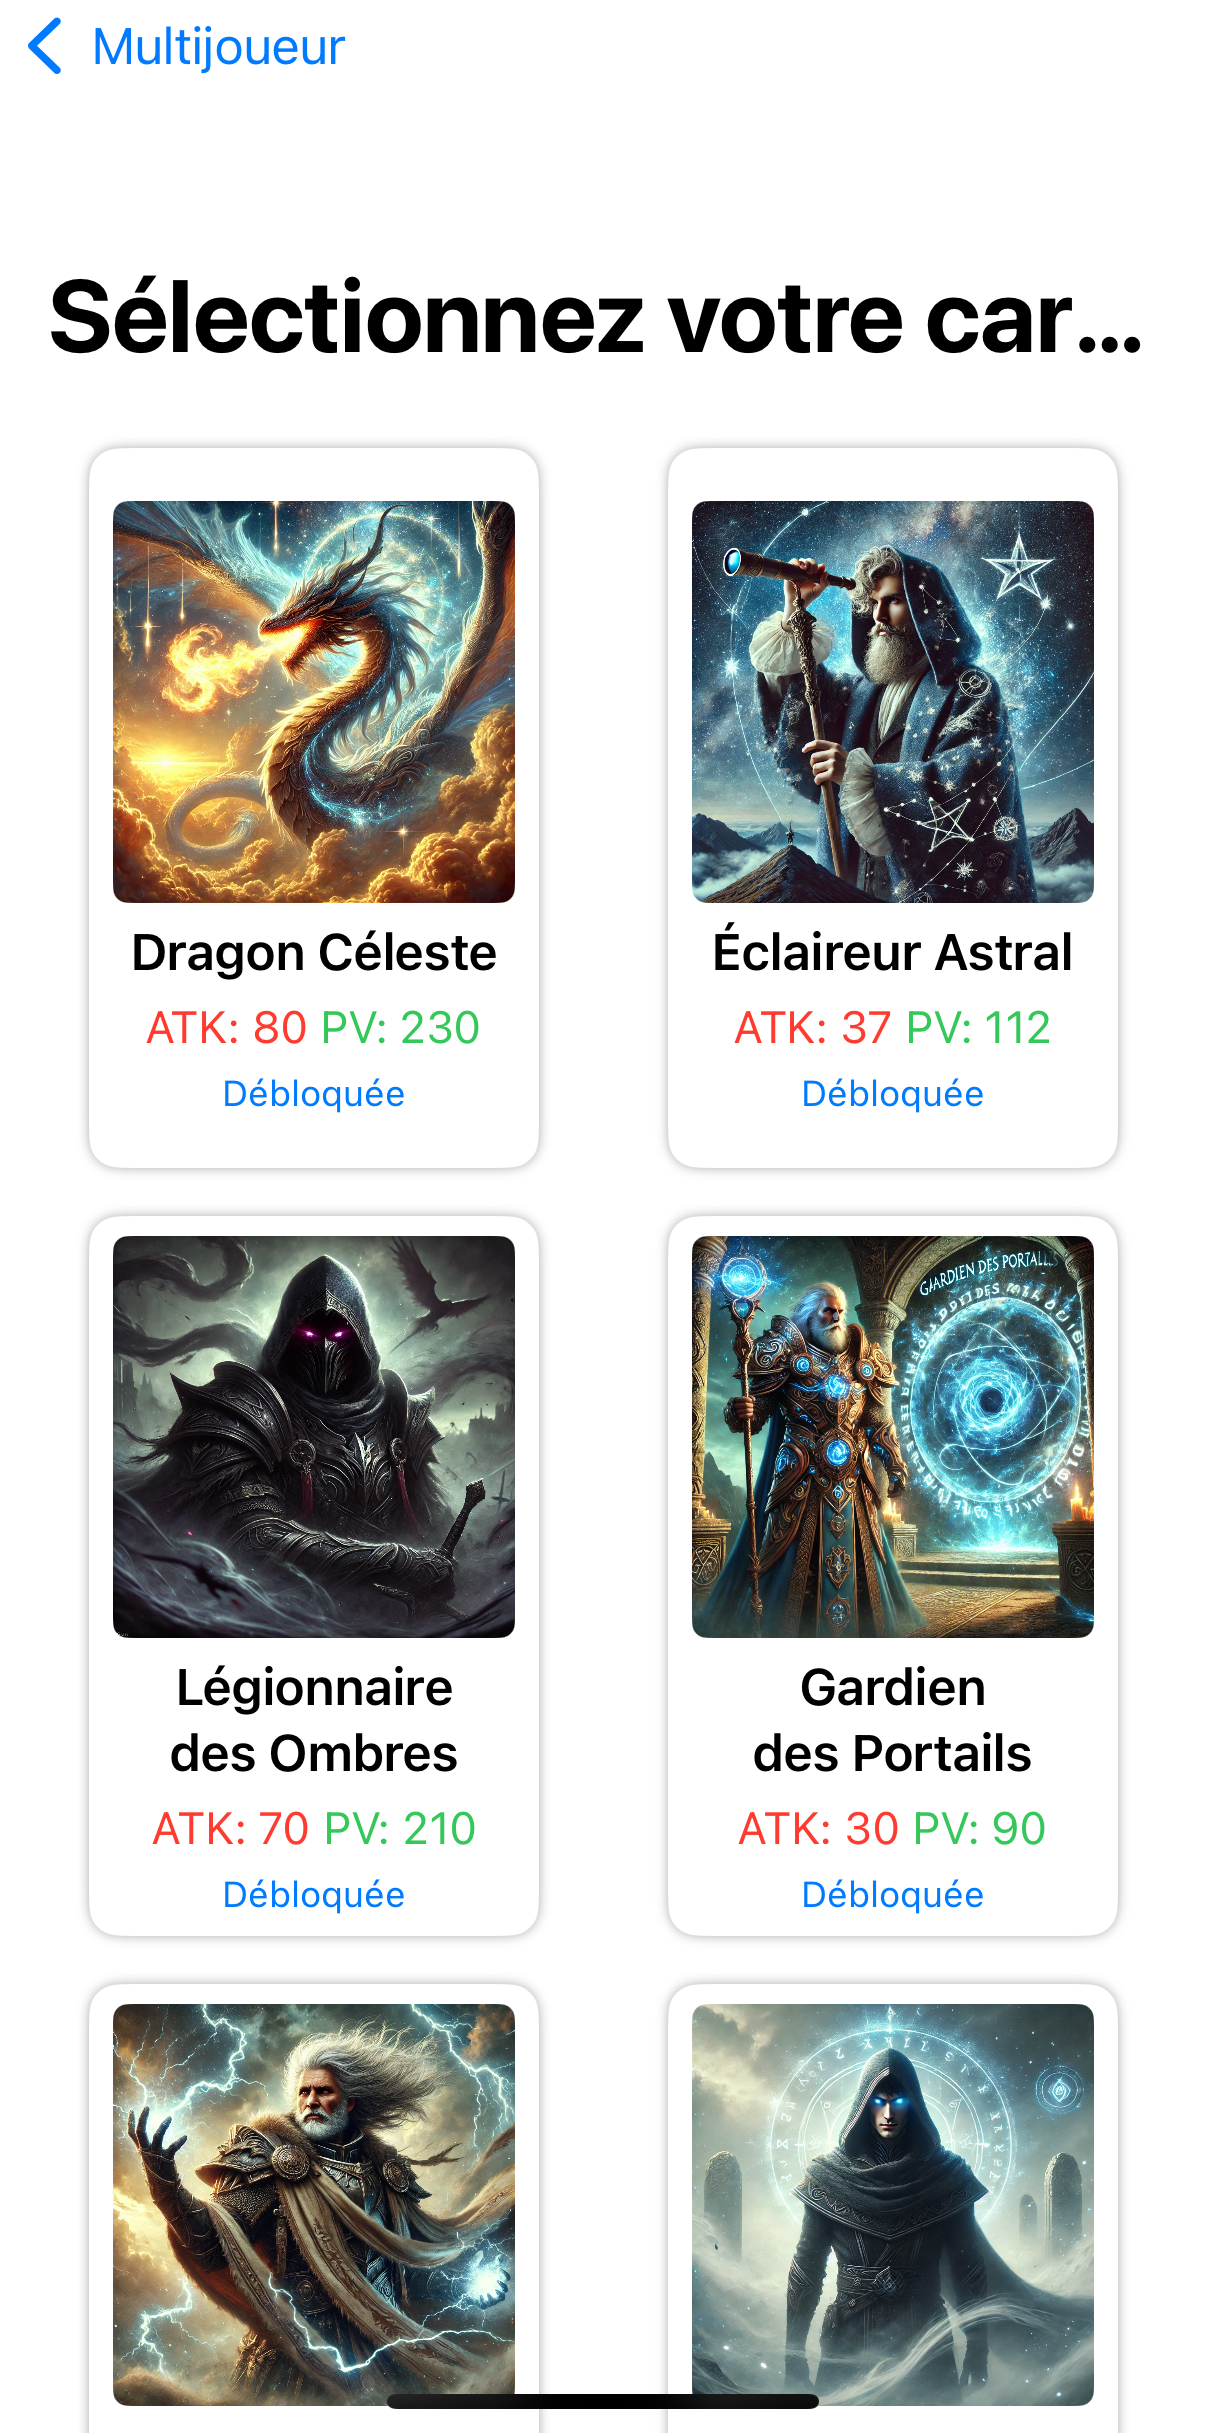 Multijoueur
Sélectionnez votre car...
Dragon Céleste
ATK: 80 PV: 230
Débloquée
Éclaireur Astral
ATK: 37 PV: 112
Débloquée
GAARDIEN DES PORTALL...
Légionnaire
des Ombres
ATK: 70 PV: 210
Débloquée
Gardien
des Portails
ATK: 30 PV: 90
Débloquée